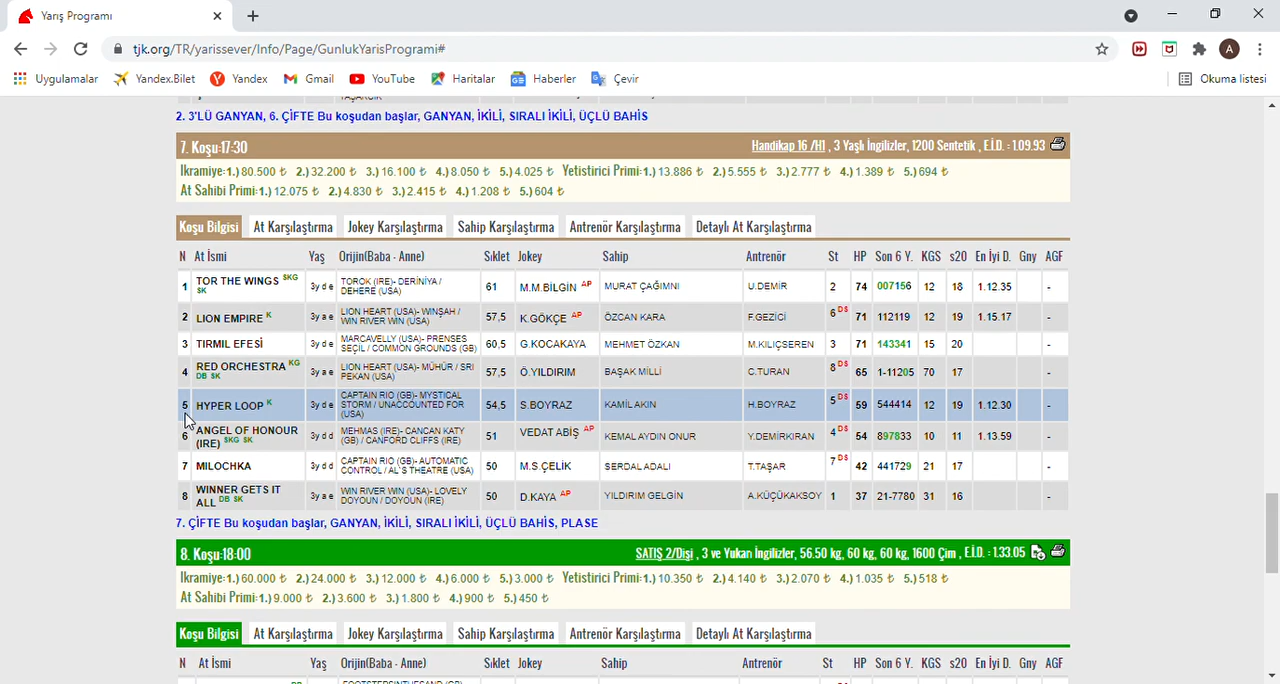 Yarış Programı
tjk.org/TR/yarissever/Info/Page/GunlukYarisProgrami#
A
Uygulamalar Yandex.Bilet Yandex Gmail YouTube Haritalar Haberler Çevir Okuma listesi
2. 3'LÜ GANYAN, 6. ÇİFTE Bu koşudan başlar, GANYAN, İKİLİ, SIRALI İKİLİ, ÜÇLÜ BAHİS
7. Koşu:17:30 Handikap 16 /H1 , 3 Yaşlı İngilizler, 1200 Sentetik , E.İ.D. : 1.09.93
İkramiye:1.) 80.500 ₺ 2.) 32.200 ₺ 3.) 16.100 ₺ 4.) 8.050 ₺ 5.) 4.025 ₺ Yetistirici Primi:1.) 13.886 ₺ 2.) 5.555 ₺ 3.) 2.777 ₺ 4.) 1.389 ₺ 5.) 694 ₺
At Sahibi Primi:1.) 12.075 ₺ 2.) 4.830 ₺ 3.) 2.415 ₺ 4.) 1.208 ₺ 5.) 604 ₺
Koşu Bilgisi At Karşılaştırma Jokey Karşılaştırma Sahip Karşılaştırma Antrenör Karşılaştırma Detaylı At Karşılaştırma
N At İsmi Yaş Orijin(Baba - Anne) Sıklet Jokey Sahip Antrenör St HP Son 6 Y. KGS s20 En İyi D. Gny AGF
1 TOR THE WINGS SKG SK 3y d e TOROK (IRE)- DERİNİYA / DEHERE (USA) 61 M.M.BİLGİN AP MURAT ÇAĞIMNI U.DEMİR 2 74 007156 12 18 1.12.35 -
2 LION EMPIRE K 3y a e LION HEART (USA)- WINŞAH / WIN RIVER WIN (USA) 57,5 K.GÖKÇE AP ÖZCAN KARA F.GEZİCİ 6 DS 71 112119 12 19 1.15.17 -
3 TIRMIL EFESİ 3y d e MARCAVELLY (USA)- PRENSES SEÇİL / COMMON GROUNDS (GB) 60,5 G.KOCAKAYA MEHMET ÖZKAN M.KILIÇSEREN 3 71 143341 15 20 -
4 RED ORCHESTRA KG DB SK 3y a e LION HEART (USA)- MÜHÜR / SRI PEKAN (USA) 57,5 Ö.YILDIRIM BAŞAK MİLLİ C.TURAN 8 DS 65 1-11205 70 17 -
5 HYPER LOOP K 3y d e CAPTAIN RIO (GB)- MYSTICAL STORM / UNACCOUNTED FOR (USA) 54,5 S.BOYRAZ KAMİL AKIN H.BOYRAZ 5 DS 59 544414 12 19 1.12.30 -
6 ANGEL OF HONOUR (IRE) SKG SK 3y d d MEHMAS (IRE)- CANCAN KATY (GB) / CANFORD CLIFFS (IRE) 51 VEDAT ABİŞ AP KEMAL AYDIN ONUR Y.DEMİRKIRAN 4 DS 54 897833 10 11 1.13.59 -
7 MILOCHKA 3y d d CAPTAIN RIO (GB)- AUTOMATIC CONTROL / AL'S THEATRE (USA) 50 M.S.ÇELİK SERDAL ADALI T.TAŞAR 7 DS 42 441729 21 17 -
8 WINNER GETS IT ALL DB SK 3y a e WIN RIVER WIN (USA)- LOVELY DOYOUN / DOYOUN (IRE) 50 D.KAYA AP YILDIRIM GELGİN A.KÜÇÜKAKSOY 1 37 21-7780 31 16 -
7. ÇİFTE Bu koşudan başlar, GANYAN, İKİLİ, SIRALI İKİLİ, ÜÇLÜ BAHİS, PLASE
8. Koşu:18:00 SATIŞ 2/Dişi , 3 ve Yukarı İngilizler, 56.50 kg, 60 kg, 60 kg, 1600 Çim , E.İ.D. : 1.33.05
İkramiye:1.) 60.000 ₺ 2.) 24.000 ₺ 3.) 12.000 ₺ 4.) 6.000 ₺ 5.) 3.000 ₺ Yetistirici Primi:1.) 10.350 ₺ 2.) 4.140 ₺ 3.) 2.070 ₺ 4.) 1.035 ₺ 5.) 518 ₺
At Sahibi Primi:1.) 9.000 ₺ 2.) 3.600 ₺ 3.) 1.800 ₺ 4.) 900 ₺ 5.) 450 ₺
Koşu Bilgisi At Karşılaştırma Jokey Karşılaştırma Sahip Karşılaştırma Antrenör Karşılaştırma Detaylı At Karşılaştırma
N At İsmi Yaş Orijin(Baba - Anne) Sıklet Jokey Sahip Antrenör St HP Son 6 Y. KGS s20 En İyi D. Gny AGF